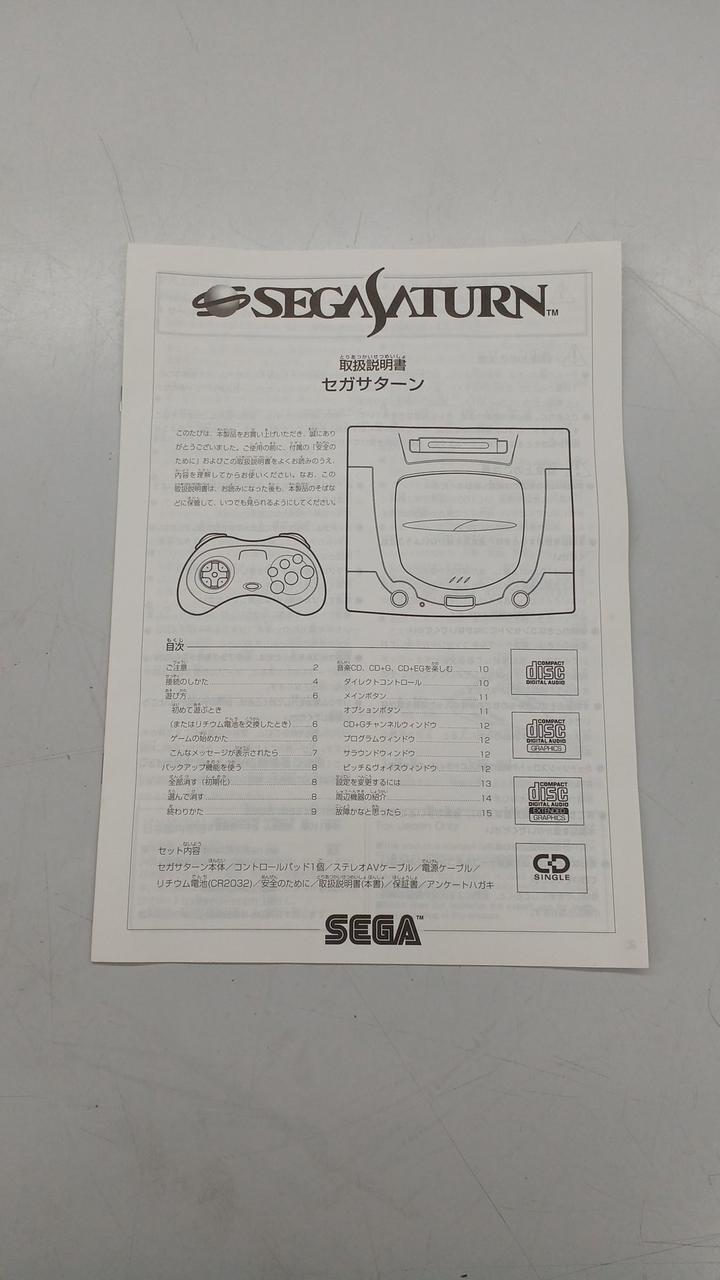 SEGA SATURN TM
とりあつかいせつめいしょ
取扱説明書
セガサターン
このたびは、本製品をお買い上げいただき、誠にあり
がとうございました。ご使用の前に、付属の「安全の
ために」およびこの取扱説明書をよくお読みのうえ、
内容を理解してからお使いください。なお、この
取扱説明書は、お読みになった後も、本製品のそばな
どに保管して、いつでも見られるようにしてください。
もくじ
目次
ご注意 2
接続のしかた 4
遊び方 6
初めて遊ぶとき
(またはリチウム電池を交換したとき) 6
ゲームの始めかた 6
こんなメッセージが表示されたら 7
バックアップ機能を使う 8
全部消す(初期化) 8
選んで消す 8
終わりかた 9
音楽CD、CD+G、CD+EGを楽しむ 10
ダイレクトコントロール 10
メインボタン 11
オプションボタン 11
CD+Gチャンネルウィンドウ 12
プログラムウィンドウ 12
サラウンドウィンドウ 12
ピッチ&ヴォイスウィンドウ 12
設定を変更するには 13
周辺機器の紹介 14
故障かなと思ったら 15
COMPACT
disc
DIGITAL AUDIO
COMPACT
disc
DIGITAL AUDIO
GRAPHICS
COMPACT
disc
DIGITAL AUDIO
EXTENDED
GRAPHICS
CD
SINGLE
セット内容
セガサターン本体/コントロールパッド1個/ステレオAVケーブル/電源ケーブル/
リチウム電池(CR2032)/安全のために/取扱説明書(本書)/保証書/アンケートハガキ
SEGA TM